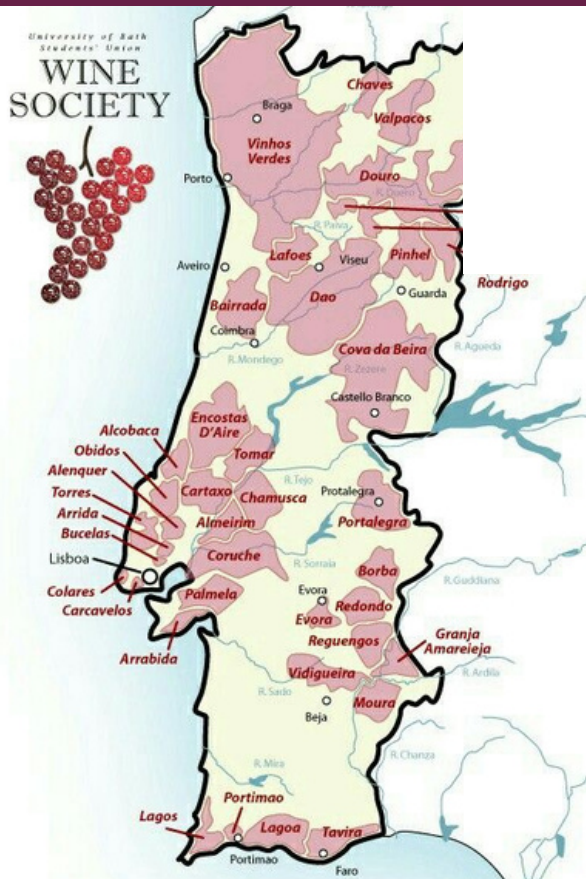 University of Bath
Students' Union
WINE
SOCIETY
Chaves
Braga
Valpacos
Vinhos
Verdes
Porto
Douro
R. Douro
R. Paiva
Lafoes
Viseu
Pinhel
Aveiro
Rodrigo
Guarda
Dao
Bairrada
Coimbra
R. Mondego
Cova da Beira
R. Agueda
R. Zezere
Castello Branco
Encostas
D'Aire
Alcobaca
Obidos
Tomar
Alenquer
R. Tejo
Torres
Cartaxo
Chamusca
Protalegra
Arrida
Almeirim
Portalegra
Bucelas
Lisboa
Coruche
R. Sorraia
Borba
R.Guddiana
Colares
Carcavelos
Palmela
Evora
Redondo
Evora
Reguengos
Granja
Amareieja
Arrabida
Vidigueira
R. Ardila
R. Sado
Moura
Beja
R. Chanza
R. Mira
Portimao
Lagos
Lagoa
Tavira
Portimao
Faro